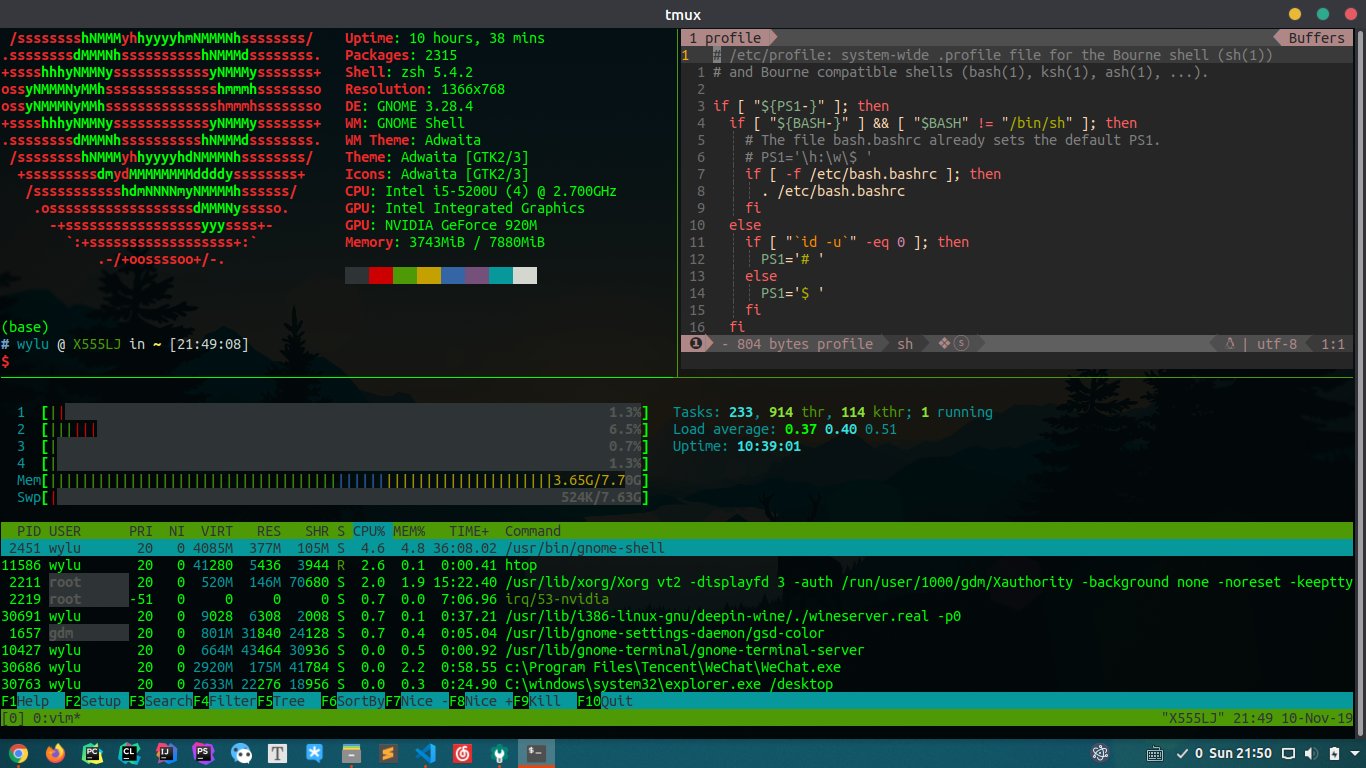 tmux
/sssssssshNMMMyhhyyyyhmNMMMNhssssssss/ Uptime: 10 hours, 38 mins
.ssssssssdMMMNhsssssssssshNMMMdssssssss. Packages: 2315
+sssshhhyNMMNyssssssssssssyNMMMysssssss+ Shell: zsh 5.4.2
ossyNMMMNyMMhsssssssssssssshmmmhssssssso Resolution: 1366x768
ossyNMMMNyMMhsssssssssssssshmmmhssssssso DE: GNOME 3.28.4
+sssshhhyNMMNyssssssssssssyNMMMysssssss+ WM: GNOME Shell
.ssssssssdMMMNhsssssssssshNMMMdssssssss. WM Theme: Adwaita
/sssssssshNMMMyhhyyyyhdNMMMNhssssssss/ Theme: Adwaita [GTK2/3]
+sssssssssdmydMMMMMMMMddddyssssssss+ Icons: Adwaita [GTK2/3]
/ssssssssssshdmNNNNmyNMMMMhssssss/ CPU: Intel i5-5200U (4) @ 2.700GHz
.ossssssssssssssssssdMMMNysssso. GPU: Intel Integrated Graphics
-+sssssssssssssssssyyyssss+- GPU: NVIDIA GeForce 920M
`:+ssssssssssssssssss+:` Memory: 3743MiB / 7880MiB
.-/+oossssoo+/-.
(base)
# wylu @ X555LJ in ~ [21:49:08]
$
1 profile Buffers
1 # /etc/profile: system-wide .profile file for the Bourne shell (sh(1))
1 # and Bourne compatible shells (bash(1), ksh(1), ash(1), ...).
2
3 if [ "${PS1-}" ]; then
4 if [ "${BASH-}" ] && [ "$BASH" != "/bin/sh" ]; then
5 # The file bash.bashrc already sets the default PS1.
6 # PS1='\h:\w\$ '
7 if [ -f /etc/bash.bashrc ]; then
8 . /etc/bash.bashrc
9 fi
10 else
11 if [ "`id -u`" -eq 0 ]; then
12 PS1='# '
13 else
14 PS1='$ '
15 fi
16 fi
❶ - 804 bytes profile sh ❖ⓢ | utf-8 1:1
1 [|| 1.3%] Tasks: 233, 914 thr, 114 kthr; 1 running
2 [|||||| 6.5%] Load average: 0.37 0.40 0.51
3 [| 0.7%] Uptime: 10:39:01
4 [| 1.3%]
Mem[||||||||||||||||||||||||||||||||||||||||||||||||||||||||||||||||3.65G/7.70G]
Swp[| 524K/7.63G]
PID USER PRI NI VIRT RES SHR S CPU% MEM% TIME+ Command
2451 wylu 20 0 4085M 377M 105M S 4.6 4.8 36:08.02 /usr/bin/gnome-shell
11586 wylu 20 0 41280 5436 3944 R 2.6 0.1 0:00.41 htop
2211 root 20 0 520M 146M 70680 S 2.0 1.9 15:22.40 /usr/lib/xorg/Xorg vt2 -displayfd 3 -auth /run/user/1000/gdm/Xauthority -background none -noreset -keeptty
2219 root -51 0 0 0 0 S 0.7 0.0 7:06.96 irq/53-nvidia
30691 wylu 20 0 9028 6308 2008 S 0.7 0.1 0:37.21 /usr/lib/i386-linux-gnu/deepin-wine/./wineserver.real -p0
1657 gdm 20 0 801M 31840 24128 S 0.7 0.4 0:05.04 /usr/lib/gnome-settings-daemon/gsd-color
10427 wylu 20 0 664M 43464 30936 S 0.0 0.5 0:00.92 /usr/lib/gnome-terminal/gnome-terminal-server
30686 wylu 20 0 2920M 175M 41784 S 0.0 2.2 0:58.55 c:\Program Files\Tencent\WeChat\WeChat.exe
30763 wylu 20 0 2633M 22276 18956 S 0.0 0.3 0:24.90 C:\windows\system32\explorer.exe /desktop
F1Help F2Setup F3SearchF4FilterF5Tree F6SortByF7Nice -F8Nice +F9Kill F10Quit
[0] 0:vim* "X555LJ" 21:49 10-Nov-19
PC CL IJ PS T 0 Sun 21:50